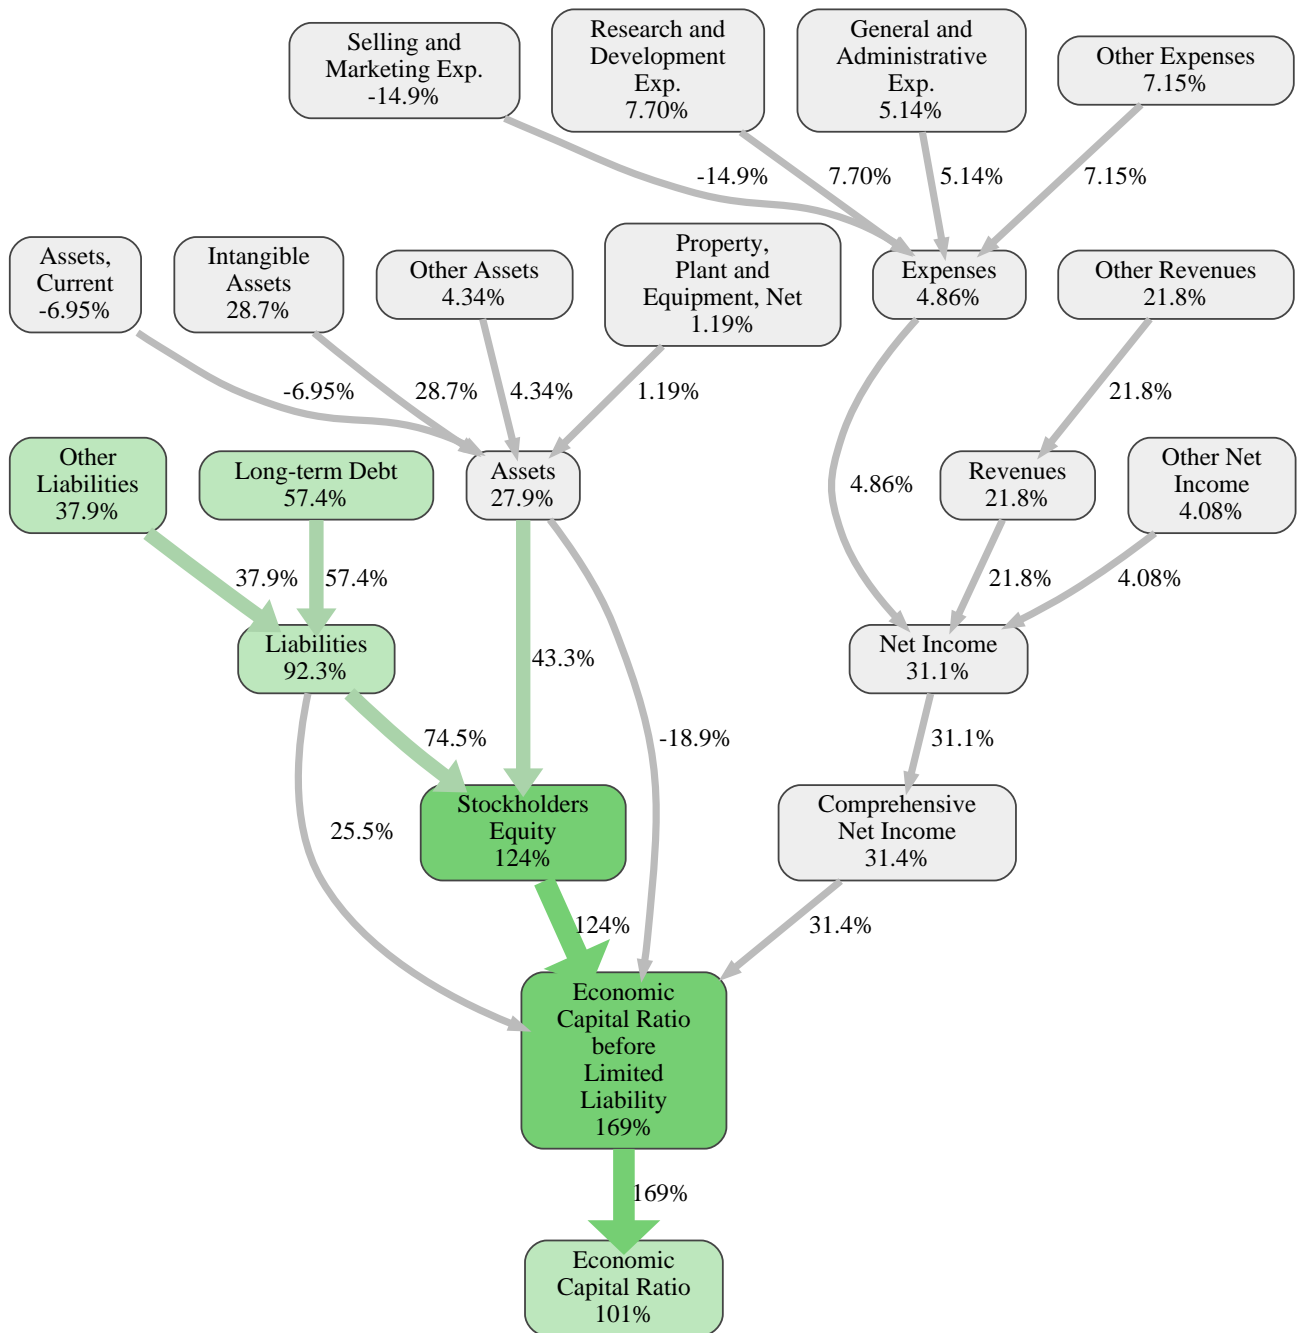 Selling and
Marketing Exp.
-14.9%
Research and
Development
Exp.
7.70%
General and
Administrative
Exp.
5.14%
Other Expenses
7.15%
-14.9%
7.70%
5.14%
7.15%
Assets,
Current
-6.95%
Intangible
Assets
28.7%
Other Assets
4.34%
Property,
Plant and
Equipment, Net
1.19%
Expenses
4.86%
Other Revenues
21.8%
-6.95%
28.7%
4.34%
1.19%
21.8%
Other
Liabilities
37.9%
Long-term Debt
57.4%
Assets
27.9%
4.86%
Revenues
21.8%
Other Net
Income
4.08%
37.9%
57.4%
21.8%
4.08%
Liabilities
92.3%
43.3%
Net Income
31.1%
74.5%
-18.9%
31.1%
25.5%
Stockholders
Equity
124%
Comprehensive
Net Income
31.4%
124%
31.4%
Economic
Capital Ratio
before
Limited
Liability
169%
169%
Economic
Capital Ratio
101%